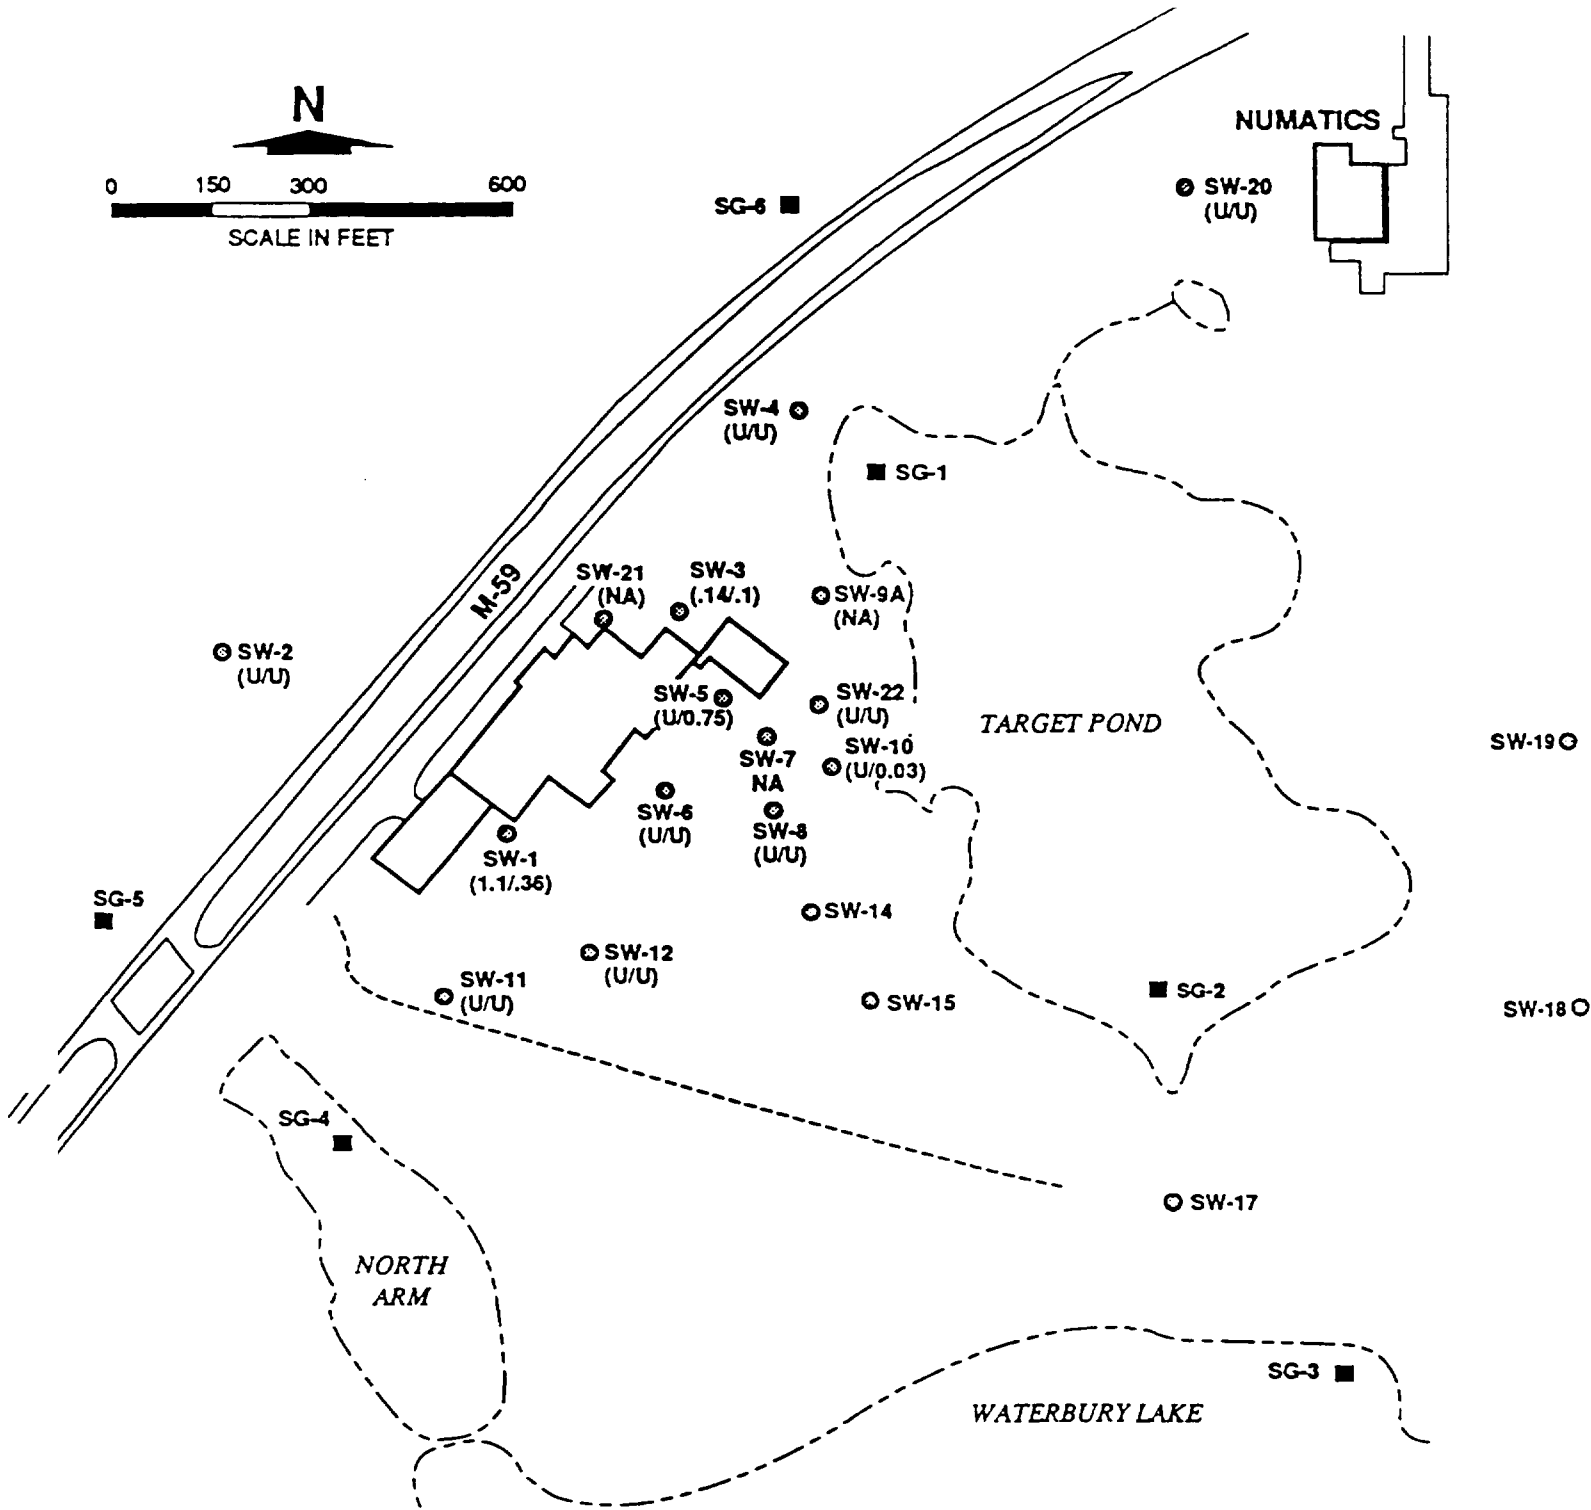 N
0 150 300 600
SCALE IN FEET
NUMATICS
SG-6
SW-20
(U/U)
SW-4
(U/U)
SG-1
M-59
SW-21
(NA)
SW-3
(.14/.1)
SW-9A
(NA)
SW-2
(U/U)
SW-5
(U/0.75)
SW-22
(U/U)
TARGET POND
SW-19
SW-7
NA
SW-10
(U/0.03)
SW-6
(U/U)
SW-8
(U/U)
SW-1
(1.1/.36)
SG-5
SW-14
SW-12
(U/U)
SW-11
(U/U)
SW-15
SG-2
SW-18
SG-4
SW-17
NORTH
ARM
SG-3
WATERBURY LAKE